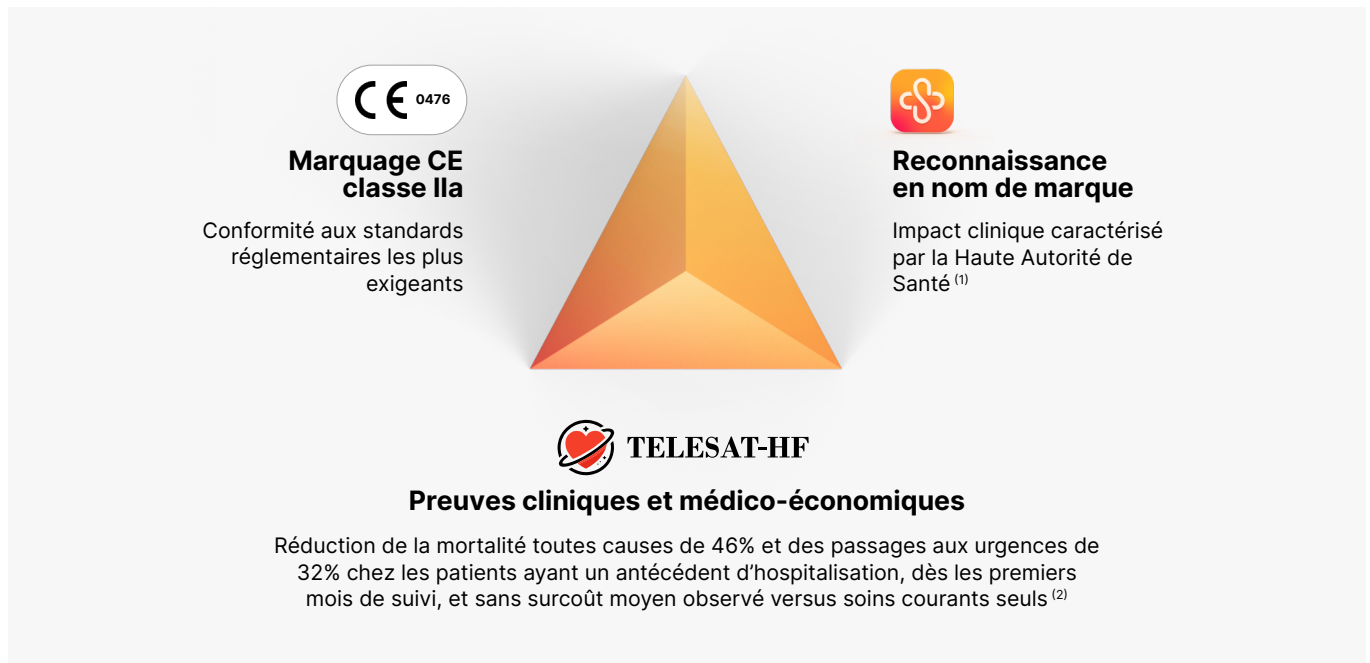 CE 0476
Marquage CE
classe IIa
Conformité aux standards
réglementaires les plus
exigeants
Reconnaissance
en nom de marque
Impact clinique caractérisé
par la Haute Autorité de
Santé (1)
TELESAT-HF
Preuves cliniques et médico-économiques
Réduction de la mortalité toutes causes de 46% et des passages aux urgences de
32% chez les patients ayant un antécédent d’hospitalisation, dès les premiers
mois de suivi, et sans surcoût moyen observé versus soins courants seuls (2)